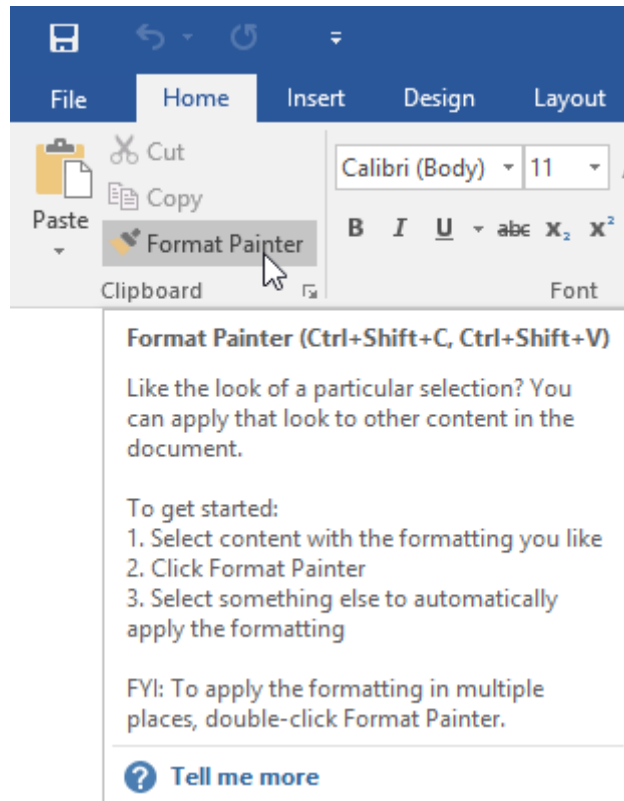 File Home Insert Design Layout
Cut
Calibri (Body) 11
Copy
Paste
B I U abc X₂ X²
Format Painter
Clipboard Font
Format Painter (Ctrl+Shift+C, Ctrl+Shift+V)
Like the look of a particular selection? You
can apply that look to other content in the
document.
To get started:
1. Select content with the formatting you like
2. Click Format Painter
3. Select something else to automatically
apply the formatting
FYI: To apply the formatting in multiple
places, double-click Format Painter.
? Tell me more